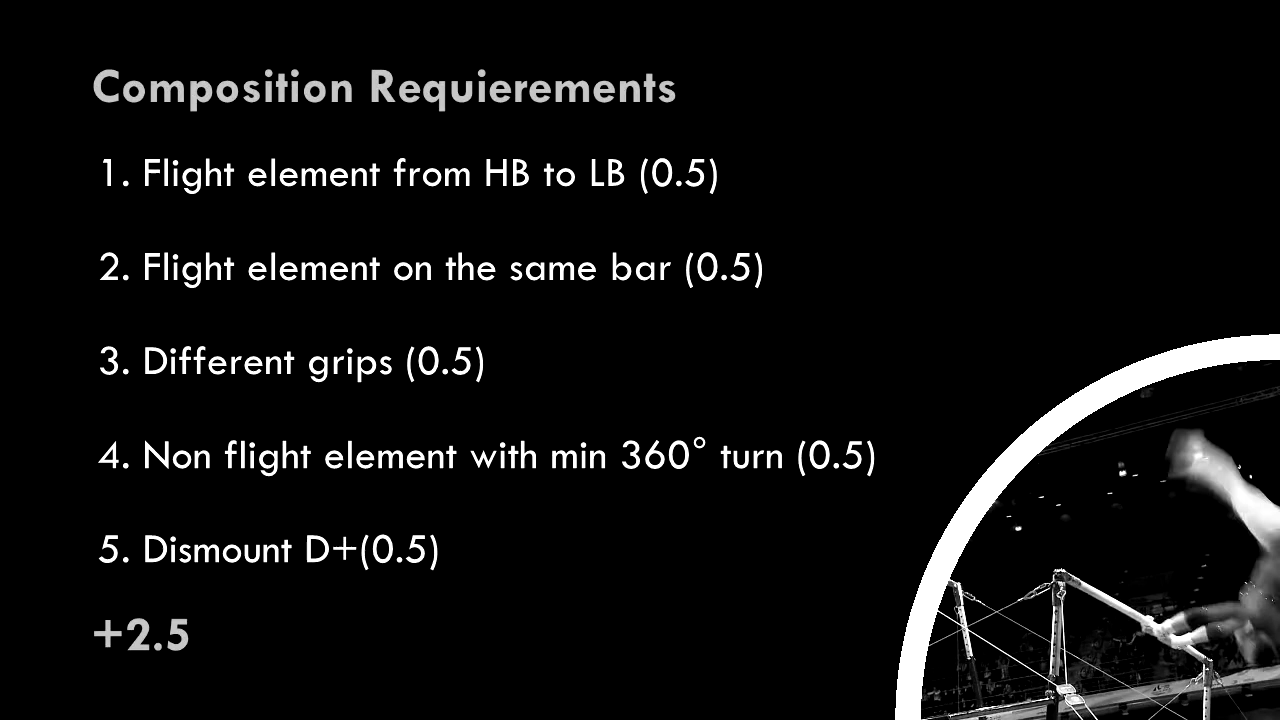 Composition Requierements
1. Flight element from HB to LB (0.5)
2. Flight element on the same bar (0.5)
3. Different grips (0.5)
4. Non flight element with min 360° turn (0.5)
5. Dismount D+(0.5)
+2.5